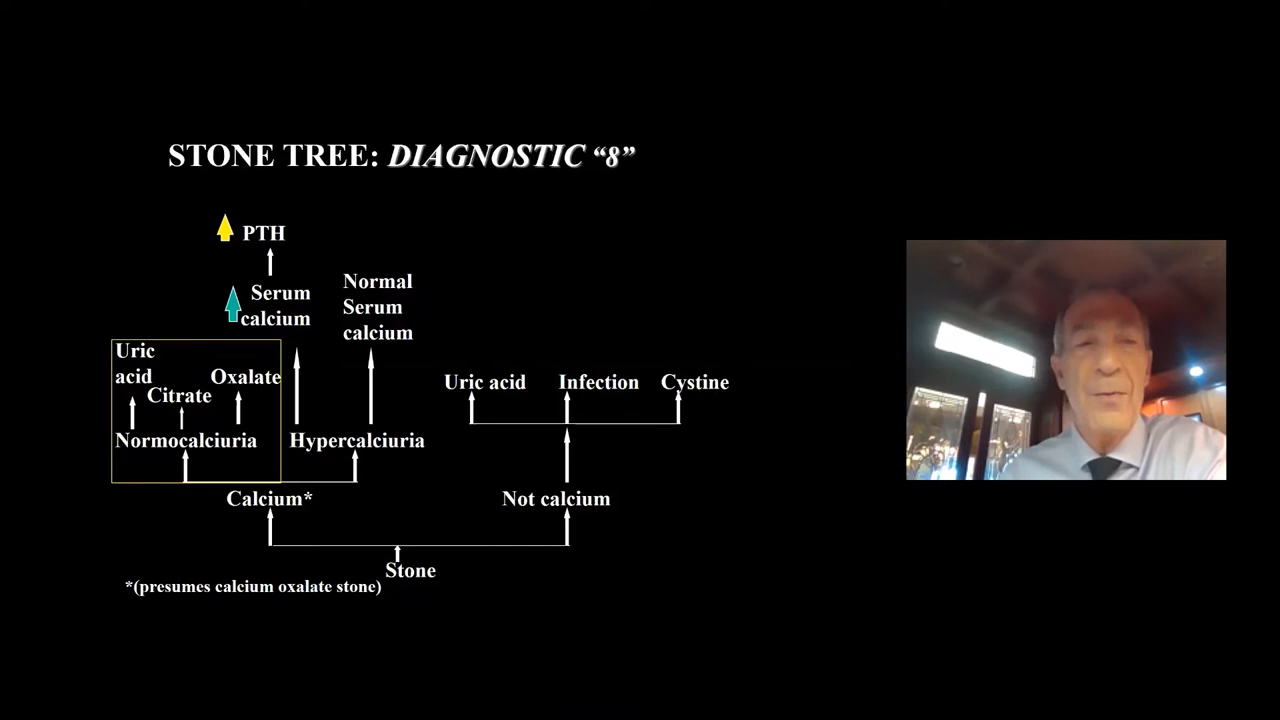 STONE TREE: DIAGNOSTIC “8”
PTH
Serum
calcium
Normal
Serum
calcium
Uric
acid
Citrate
Oxalate
Normocalciuria
Hypercalciuria
Uric acid
Infection
Cystine
Calcium*
Not calcium
Stone
*(presumes calcium oxalate stone)